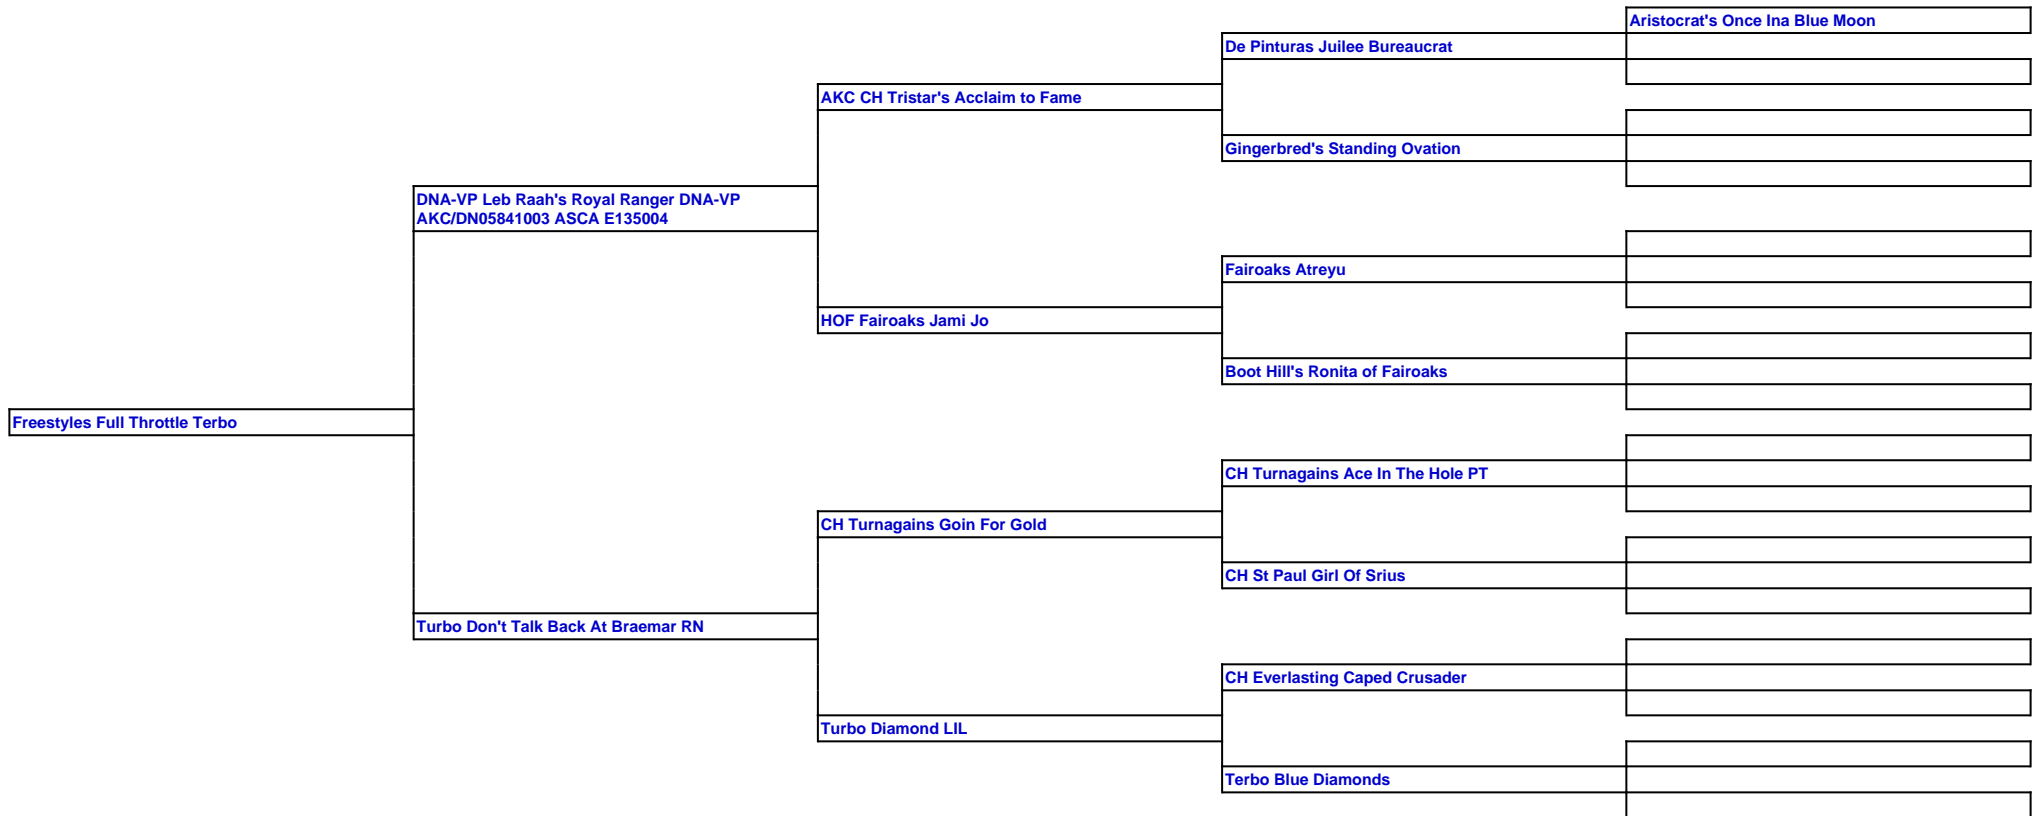 Aristocrat's Once Ina Blue Moon
De Pinturas Juilee Bureaucrat
AKC CH Tristar's Acclaim to Fame
Gingerbred's Standing Ovation
DNA-VP Leb Raah's Royal Ranger DNA-VP
AKC/DN05841003 ASCA E135004
Fairoaks Atreyu
HOF Fairoaks Jami Jo
Boot Hill's Ronita of Fairoaks
Freestyles Full Throttle Terbo
CH Turnagains Ace In The Hole PT
CH Turnagains Goin For Gold
CH St Paul Girl Of Srius
Turbo Don't Talk Back At Braemar RN
CH Everlasting Caped Crusader
Turbo Diamond LIL
Terbo Blue Diamonds